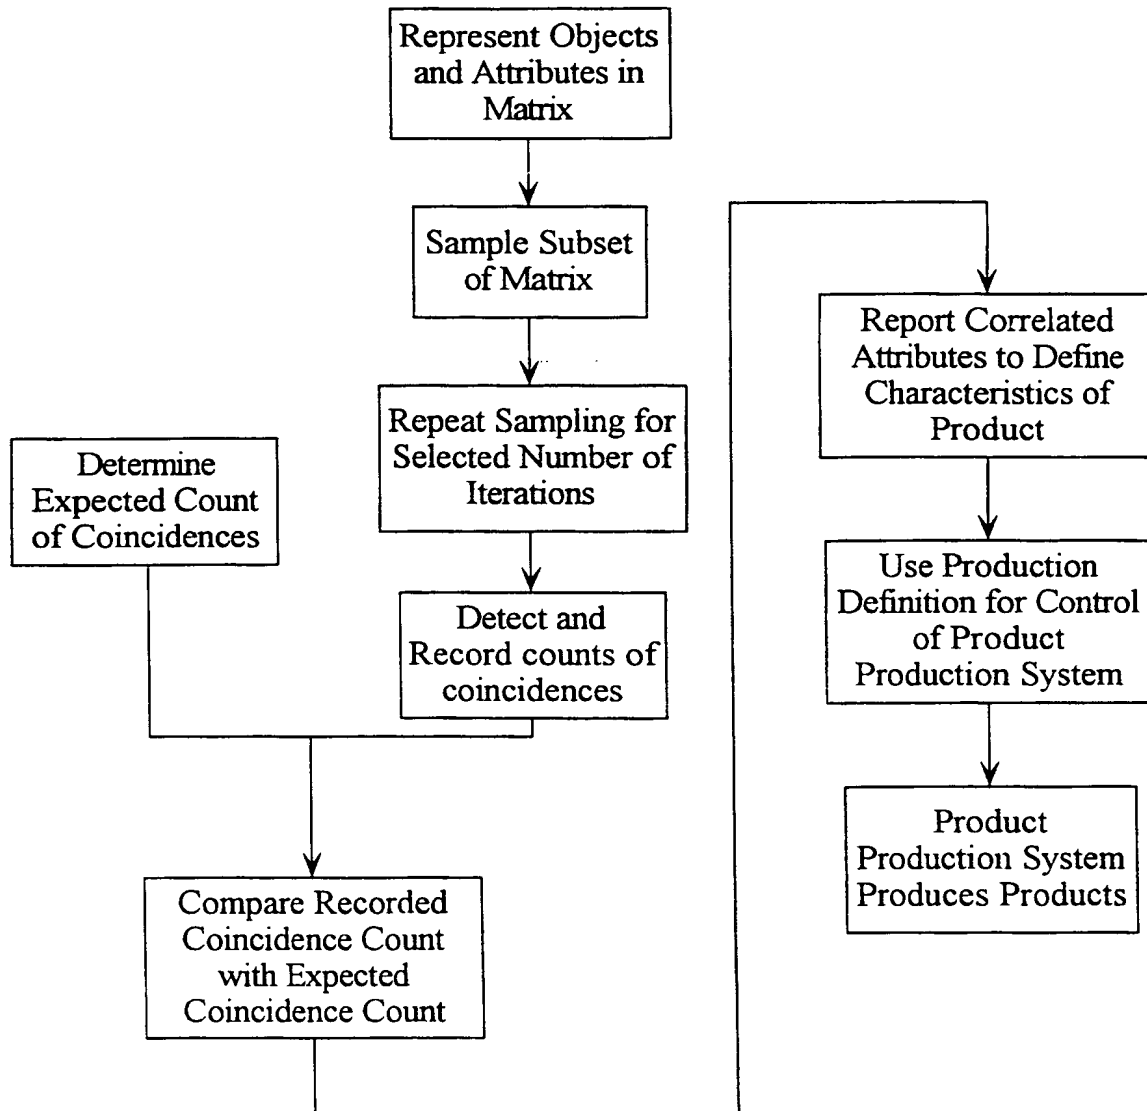 Represent Objects
and Attributes in
Matrix
Sample Subset
of Matrix
Repeat Sampling for
Selected Number of
Iterations
Determine
Expected Count
of Coincidences
Detect and
Record counts of
coincidences
Compare Recorded
Coincidence Count
with Expected
Coincidence Count
Report Correlated
Attributes to Define
Characteristics of
Product
Use Production
Definition for Control
of Product
Production System
Product
Production System
Produces Products